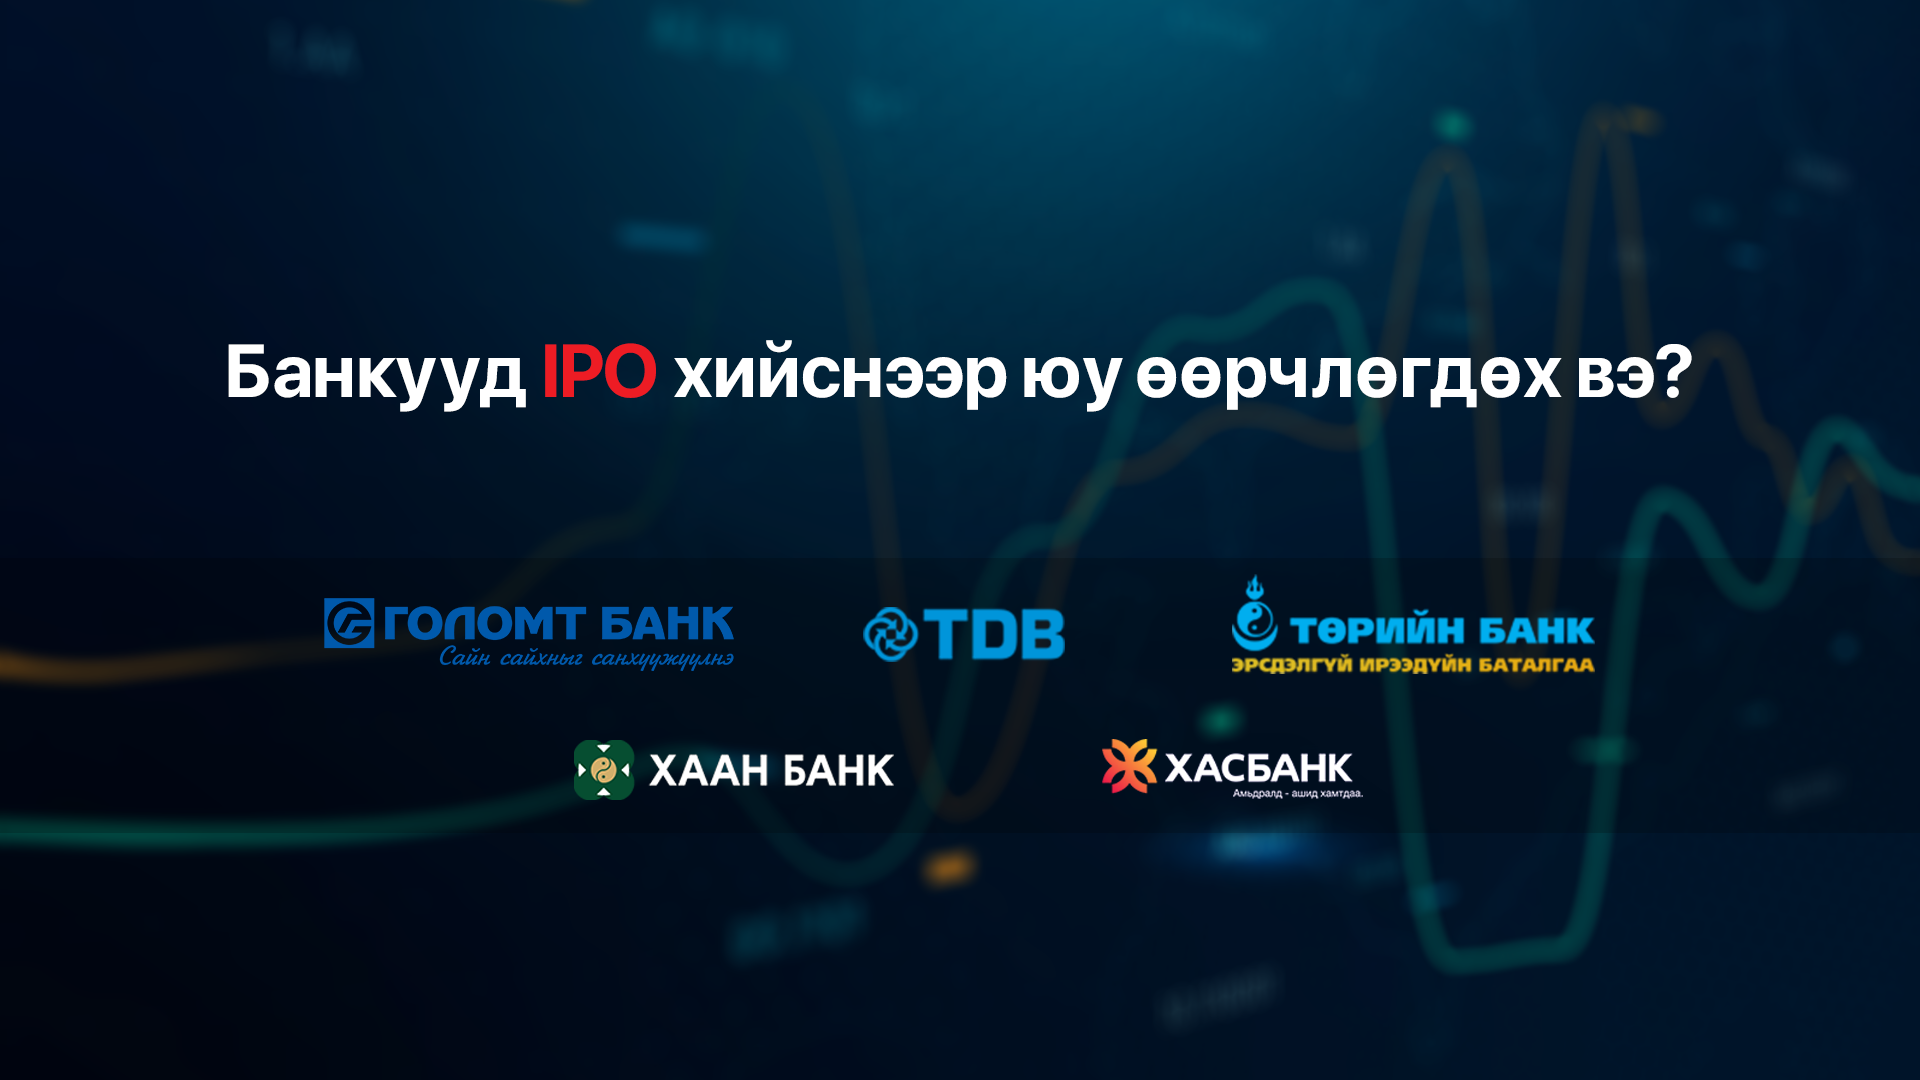 Банкууд IPO хийснээр юу өөрчлөгдөх вэ?
ГОЛОМТ БАНК
Сайн сайхныг санхүүжүүлнэ
TDB
ТӨРИЙН БАНК
ЭРСДЭЛГҮЙ ИРЭЭДҮЙН БАТАЛГАА
ХААН БАНК
ХАСБАНК
Амьдралд - ашид хамтдаа.